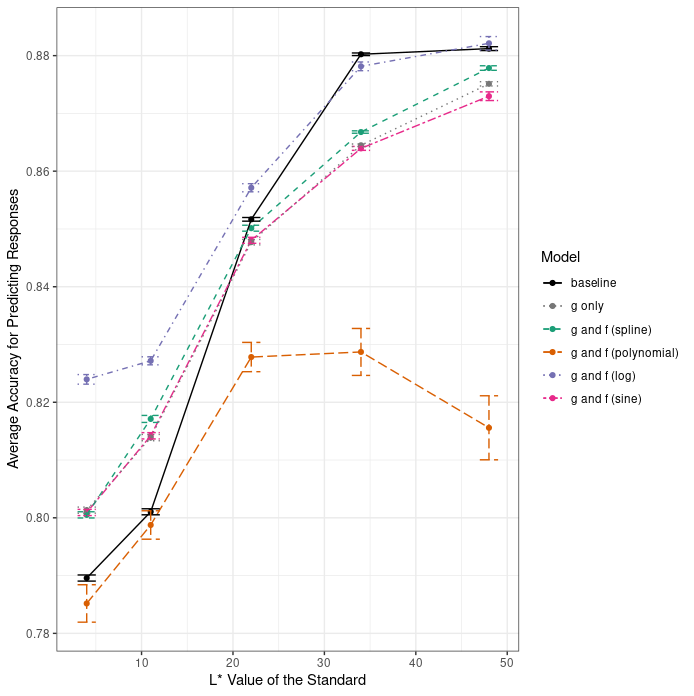 Average Accuracy for Predicting Responses
0.88
0.86
0.84
0.82
0.80
0.78
10
20
30
40
50
L* Value of the Standard
Model
baseline
g only
g and f (spline)
g and f (polynomial)
g and f (log)
g and f (sine)